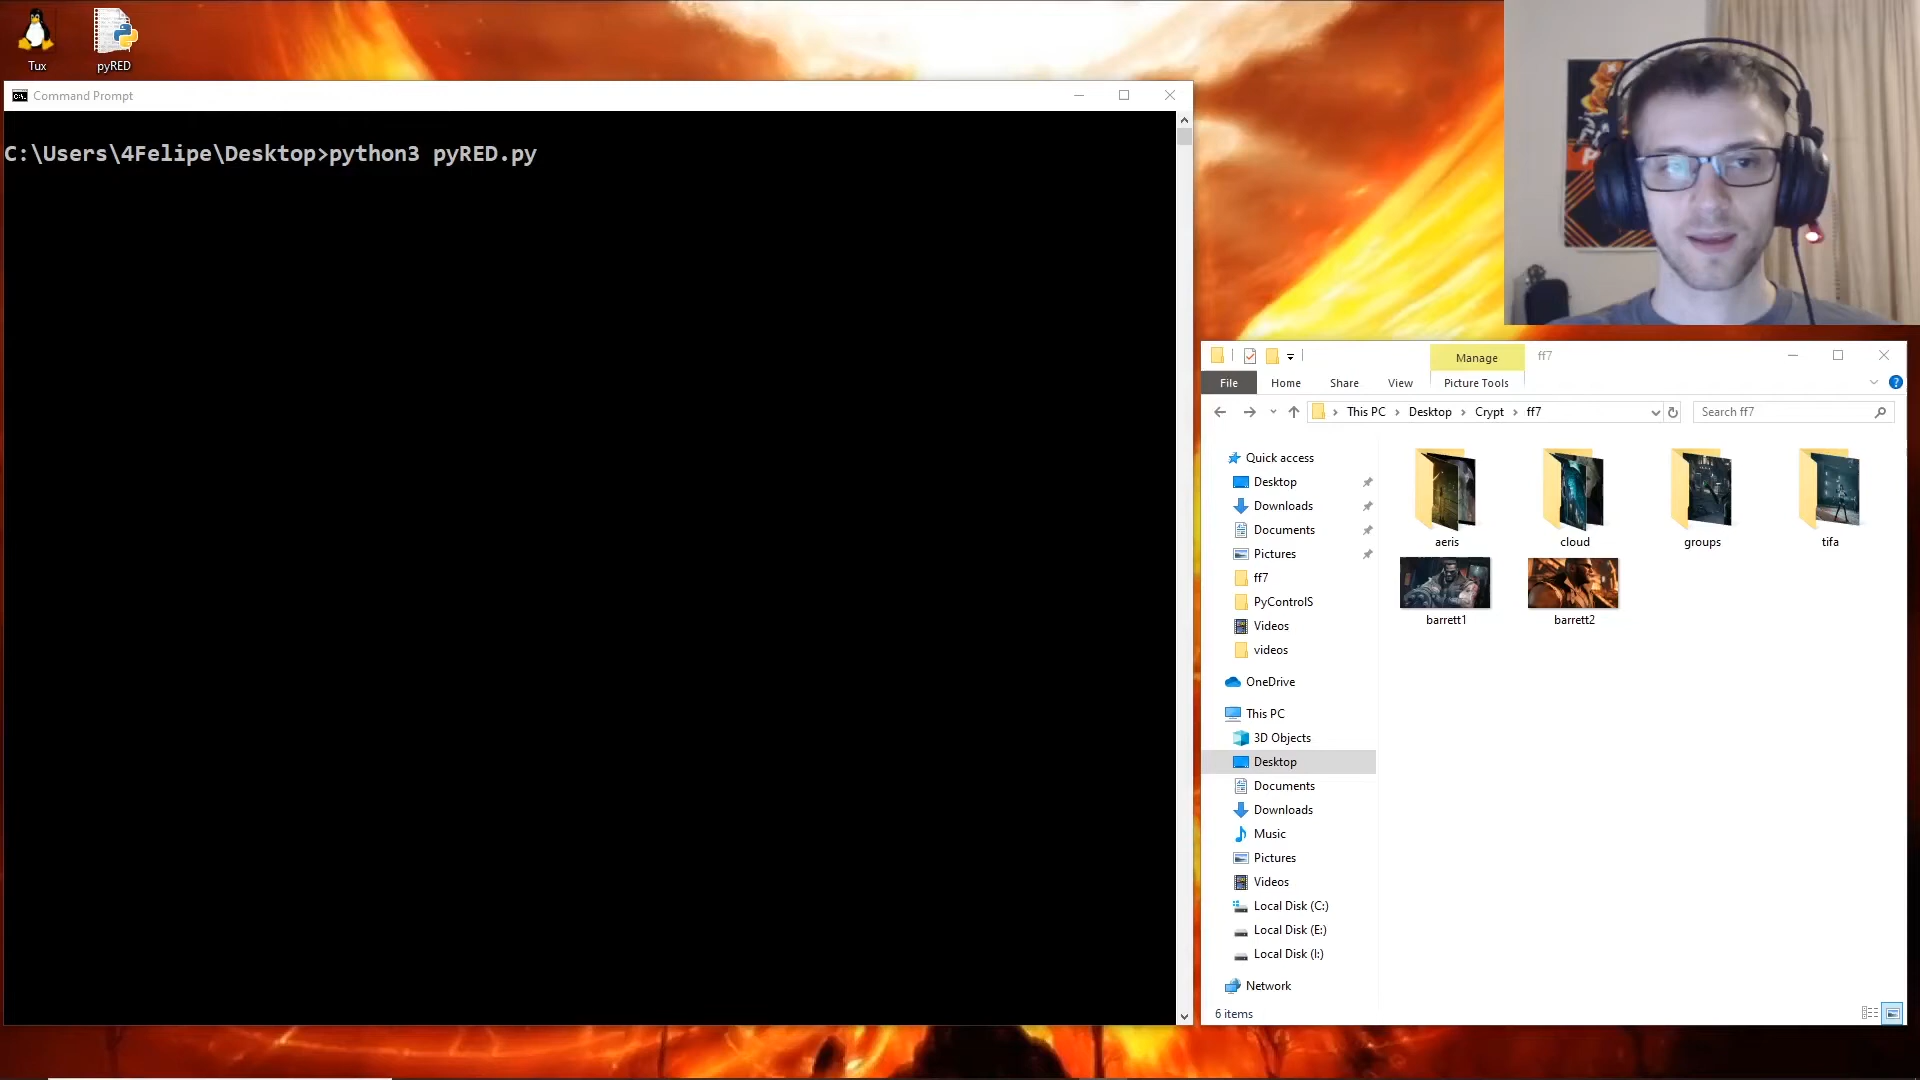 Tux
pyRED
Command Prompt
C:\Users\4Felipe\Desktop>python3 pyRED.py
Manage
ff7
File
Home
Share
View
Picture Tools
This PC
Desktop
Crypt
ff7
Search ff7
Quick access
Desktop
Downloads
Documents
Pictures
ff7
PyControlS
Videos
videos
OneDrive
This PC
3D Objects
Desktop
Documents
Downloads
Music
Pictures
Videos
Local Disk (C:)
Local Disk (E:)
Local Disk (I:)
Network
aeris
cloud
groups
tifa
barrett1
barrett2
6 items